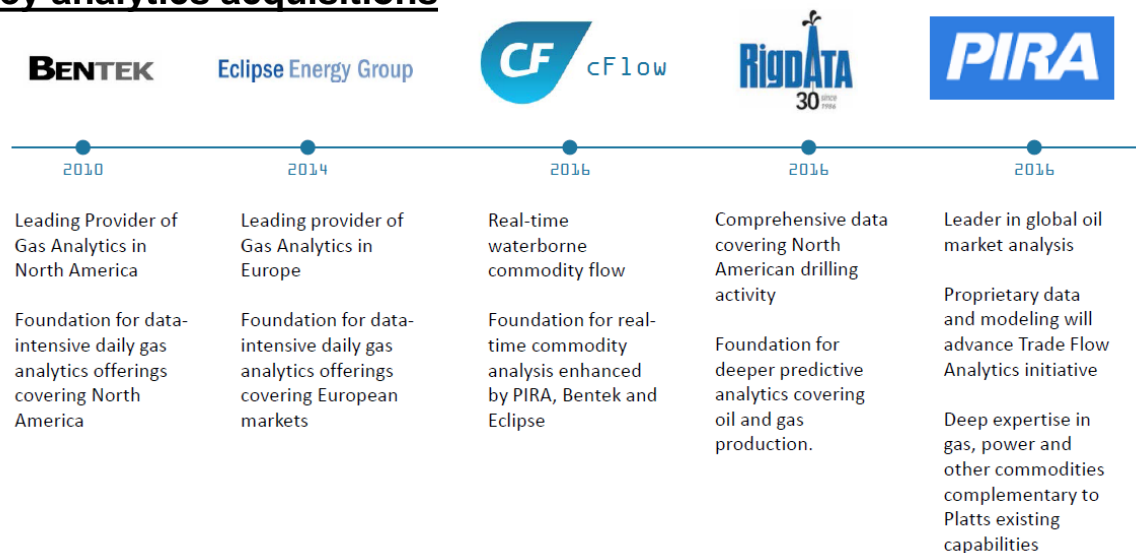 analytics acquisitions
BENTEK
Eclipse Energy Group
CF cFlow
RIGDATA
30 since
1986
PIRA
2010
2014
2016
2016
2016
Leading Provider of
Gas Analytics in
North America
Foundation for data-
intensive daily gas
analytics offerings
covering North
America
Leading provider of
Gas Analytics in
Europe
Foundation for data-
intensive daily gas
analytics offerings
covering European
markets
Real-time
waterborne
commodity flow
Foundation for real-
time commodity
analysis enhanced
by PIRA, Bentek and
Eclipse
Comprehensive data
covering North
American drilling
activity
Foundation for
deeper predictive
analytics covering
oil and gas
production.
Leader in global oil
market analysis
Proprietary data
and modeling will
advance Trade Flow
Analytics initiative
Deep expertise in
gas, power and
other commodities
complementary to
Platts existing
capabilities